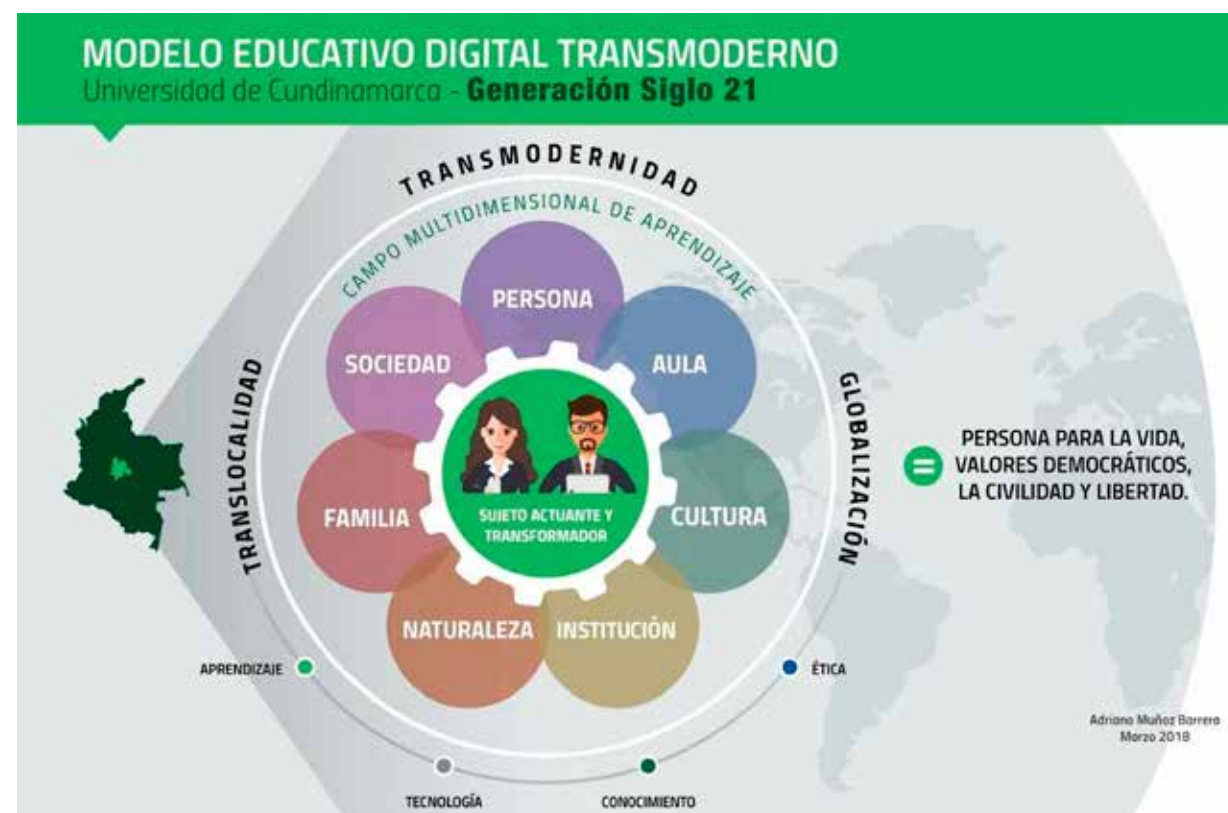 MODELO EDUCATIVO DIGITAL TRANSMODERNO
Universidad de Cundinamarca - Generación Siglo 21
TRANSMODERNIDAD
CAMPO MULTIDIMENSIONAL DE APRENDIZAJE
PERSONA
SOCIEDAD
AULA
TRANSLOCALIDAD
GLOBALIZACIÓN
FAMILIA
CULTURA
SUJETO ACTUANTE Y
TRANSFORMADOR
NATURALEZA
INSTITUCIÓN
PERSONA PARA LA VIDA,
VALORES DEMOCRÁTICOS,
LA CIVILIDAD Y LIBERTAD.
APRENDIZAJE
ÉTICA
TECNOLOGÍA
CONOCIMIENTO
Adriano Muñoz Barrera
Marzo 2018